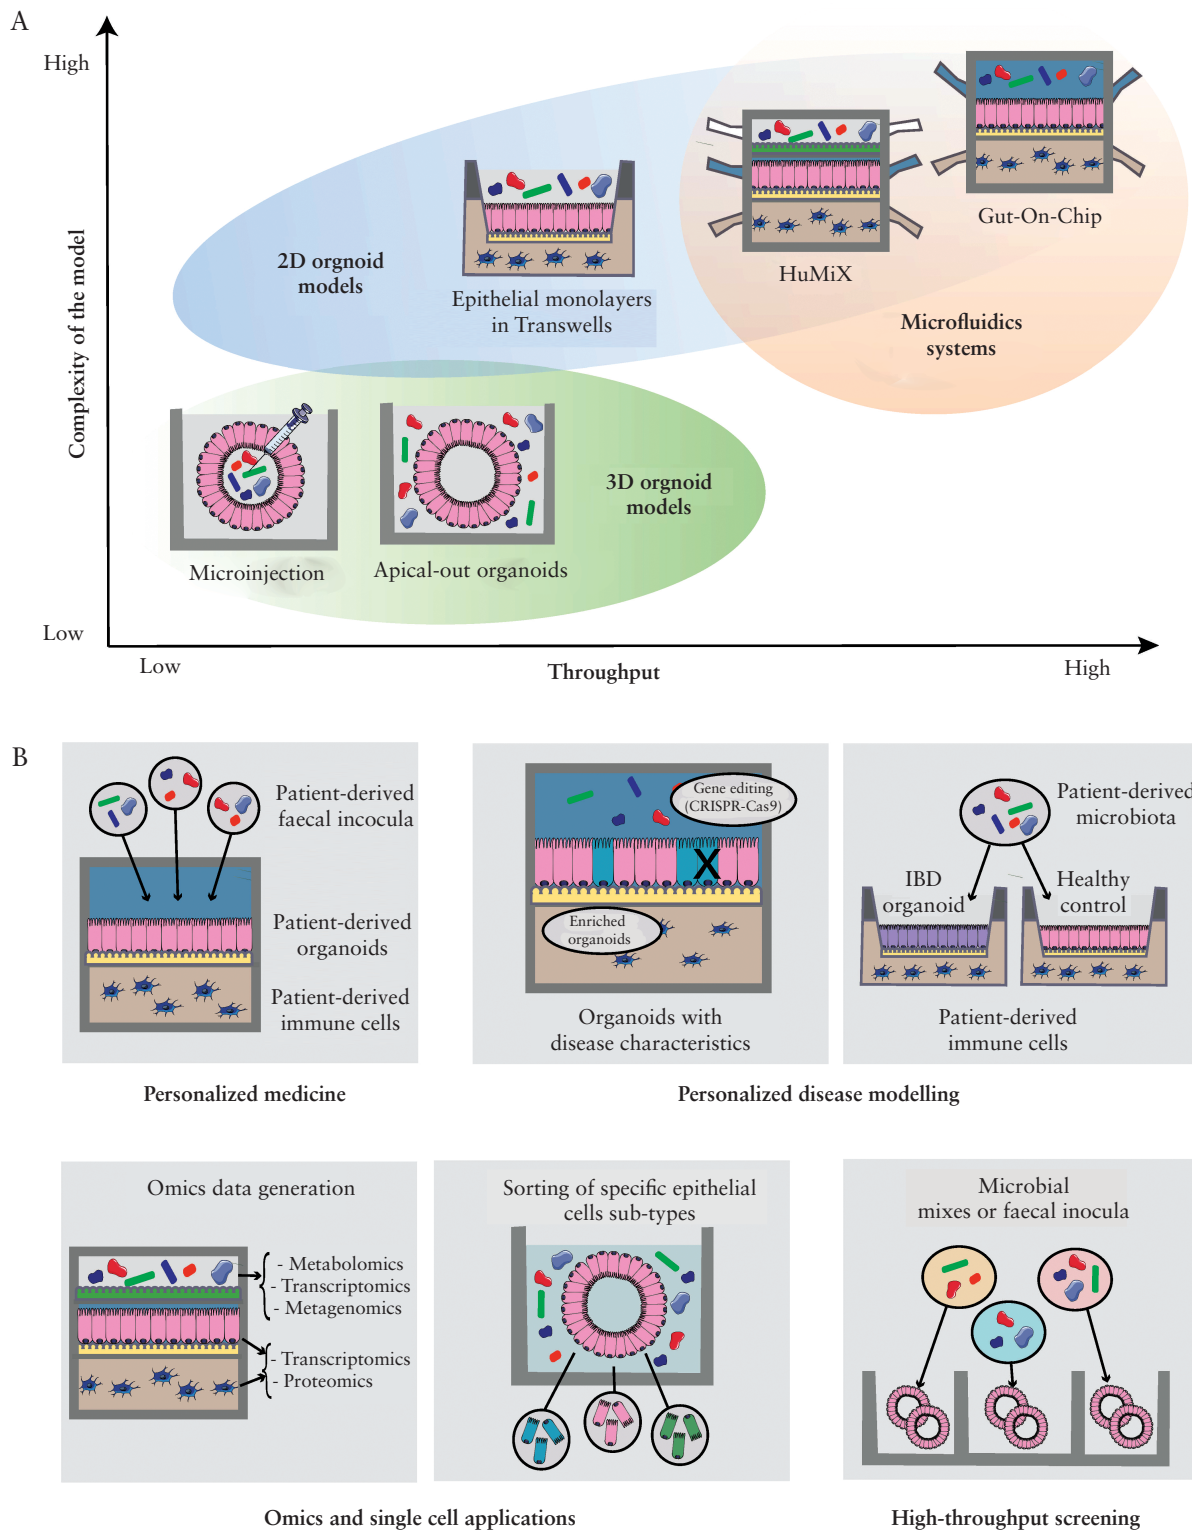 A
High
Complexity of the model
Low
Low
Throughput
High
2D orgnoid
models
Epithelial monolayers
in Transwells
HuMiX
Gut-On-Chip
Microfluidics
systems
3D orgnoid
models
Microinjection
Apical-out organoids
B
Patient-derived
faecal incocula
Patient-derived
organoids
Patient-derived
immune cells
Personalized medicine
Gene editing
(CRISPR-Cas9)
X
Enriched
organoids
Organoids with
disease characteristics
Patient-derived
microbiota
IBD
organoid
Healthy
control
Patient-derived
immune cells
Personalized disease modelling
Omics data generation
- Metabolomics
- Transcriptomics
- Metagenomics
- Transcriptomics
- Proteomics
Sorting of specific epithelial
cells sub-types
Omics and single cell applications
Microbial
mixes or faecal inocula
High-throughput screening